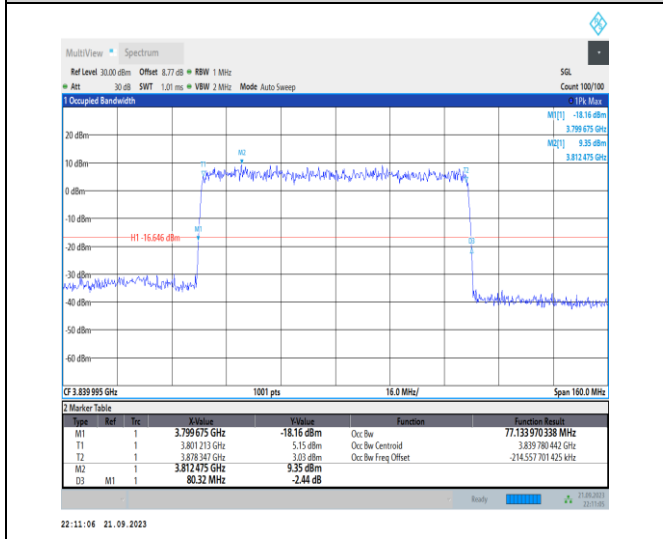 MultiView Spectrum
Ref Level 30.00 dBm Offset 8.77 dB RBW 1 MHz SGL
Att 30 dB SWT 1.01 ms VBW 2 MHz Mode Auto Sweep Count 100/100
1 Occupied Bandwidth 1Pk Max
M1[1] -18.16 dBm
3.799 675 GHz
M2[1] 9.35 dBm
3.812 475 GHz
20 dBm
M2
10 dBm
T1 T2
0 dBm
-10 dBm
M1
H1 -16.646 dBm
D3
-20 dBm
-30 dBm
-40 dBm
-50 dBm
-60 dBm
CF 3.839 995 GHz 1001 pts 16.0 MHz/ Span 160.0 MHz
2 Marker Table
Type Ref Trc X-Value Y-Value Function Function Result
M1 1 3.799 675 GHz -18.16 dBm Occ Bw 77.133 970 338 MHz
T1 1 3.801 213 GHz 5.15 dBm Occ Bw Centroid 3.839 780 442 GHz
T2 1 3.878 347 GHz 3.03 dBm Occ Bw Freq Offset -214.557 701 425 kHz
M2 1 3.812 475 GHz 9.35 dBm
D3 M1 1 80.32 MHz -2.44 dB
Ready 21.09.2023
22:11:05
22:11:06 21.09.2023